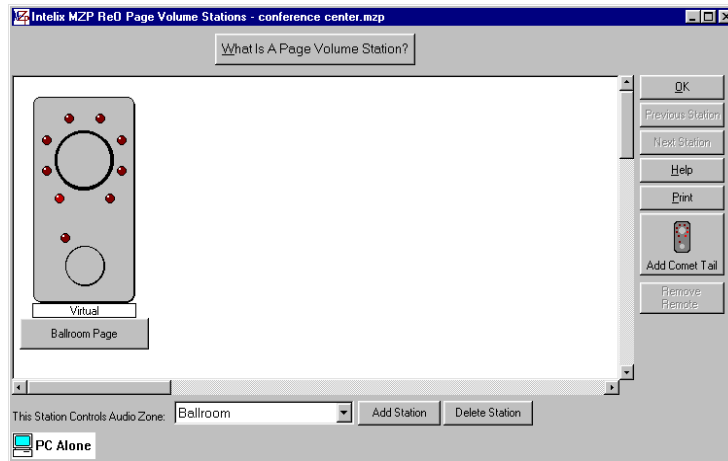 Intelix MZP ReO Page Volume Stations - conference center.mzp
What Is A Page Volume Station?
OK
Previous Station
Next Station
Help
Print
Add Comet Tail
Remove
Remote
Virtual
Ballroom Page
This Station Controls Audio Zone:
Ballroom
Add Station
Delete Station
PC Alone